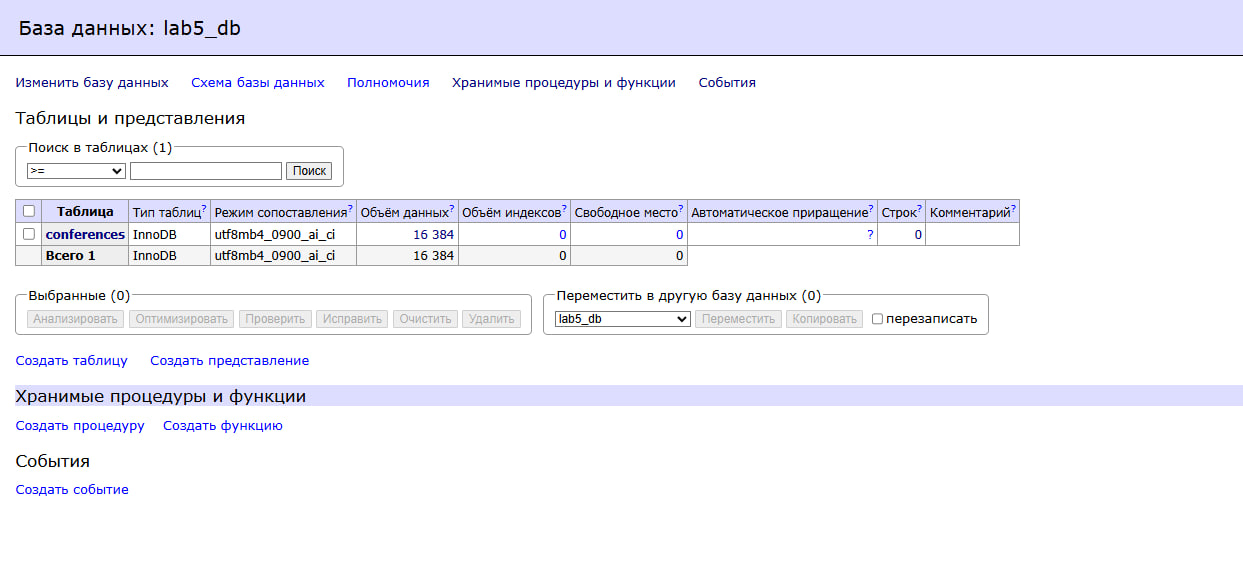 База данных: lab5_db
Изменить базу данных Схема базы данных Полномочия Хранимые процедуры и функции События
Таблицы и представления
Поиск в таблицах (1)
>= Поиск
Таблица Тип таблиц? Режим сопоставления? Объём данных? Объём индексов? Свободное место? Автоматическое приращение? Строк? Комментарий?
conferences InnoDB utf8mb4_0900_ai_ci 16 384 0 0 ? 0
Всего 1 InnoDB utf8mb4_0900_ai_ci 16 384 0 0
Выбранные (0) Переместить в другую базу данных (0)
Анализировать Оптимизировать Проверить Исправить Очистить Удалить lab5_db Переместить Копировать перезаписать
Создать таблицу Создать представление
Хранимые процедуры и функции
Создать процедуру Создать функцию
События
Создать событие